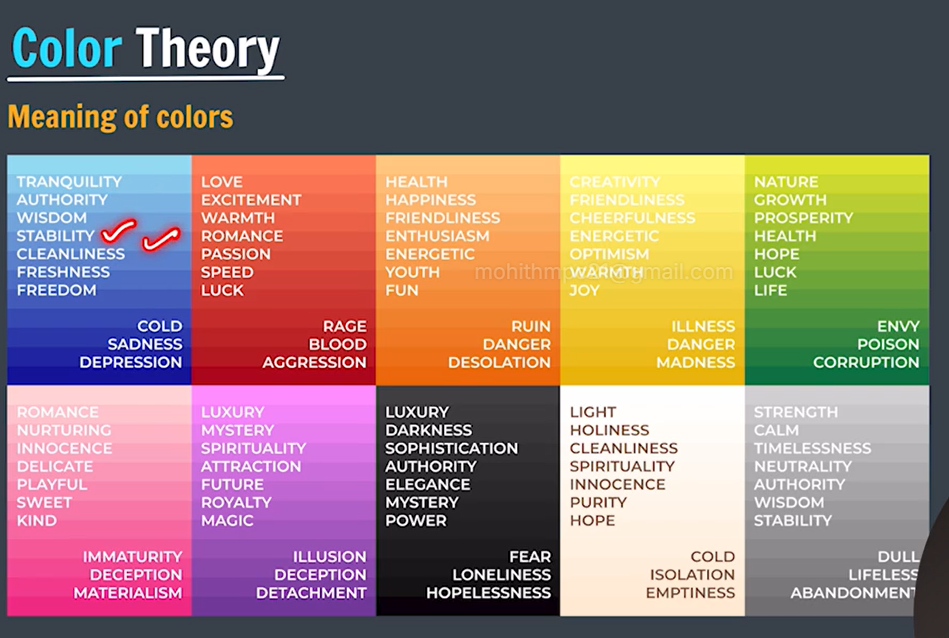 Color Theory
Meaning of colors
TRANQUILITY
AUTHORITY
WISDOM
STABILITY
CLEANLINESS
FRESHNESS
FREEDOM
COLD
SADNESS
DEPRESSION
LOVE
EXCITEMENT
WARMTH
ROMANCE
PASSION
SPEED
LUCK
RAGE
BLOOD
AGGRESSION
HEALTH
HAPPINESS
FRIENDLINESS
ENTHUSIASM
ENERGETIC
YOUTH
FUN
RUIN
DANGER
DESOLATION
CREATIVITY
FRIENDLINESS
CHEERFULNESS
ENERGETIC
OPTIMISM
WARMTH
JOY
ILLNESS
DANGER
MADNESS
NATURE
GROWTH
PROSPERITY
HEALTH
HOPE
LUCK
LIFE
ENVY
POISON
CORRUPTION
ROMANCE
NURTURING
INNOCENCE
DELICATE
PLAYFUL
SWEET
KIND
IMMATURITY
DECEPTION
MATERIALISM
LUXURY
MYSTERY
SPIRITUALITY
ATTRACTION
FUTURE
ROYALTY
MAGIC
ILLUSION
DECEPTION
DETACHMENT
LUXURY
DARKNESS
SOPHISTICATION
AUTHORITY
ELEGANCE
MYSTERY
POWER
FEAR
LONELINESS
HOPELESSNESS
LIGHT
HOLINESS
CLEANLINESS
SPIRITUALITY
INNOCENCE
PURITY
HOPE
COLD
ISOLATION
EMPTINESS
STRENGTH
CALM
TIMELESSNESS
NEUTRALITY
AUTHORITY
WISDOM
STABILITY
DULL
LIFELESS
ABANDONMENT